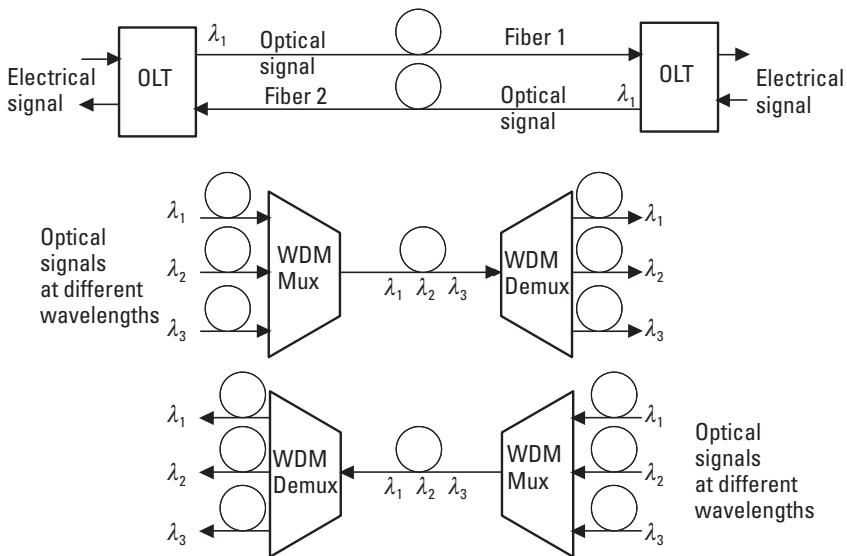 λ1 Optical signal Fiber 1
Electrical signal
OLT
OLT
Electrical signal
Fiber 2 Optical signal λ1
Optical
signals
at different
wavelengths
λ1
λ2
λ3
WDM
Mux
λ1 λ2 λ3
WDM
Demux
λ1
λ2
λ3
λ1
λ2
λ3
WDM
Demux
λ1 λ2 λ3
WDM
Mux
λ1
λ2
λ3
Optical
signals
at different
wavelengths